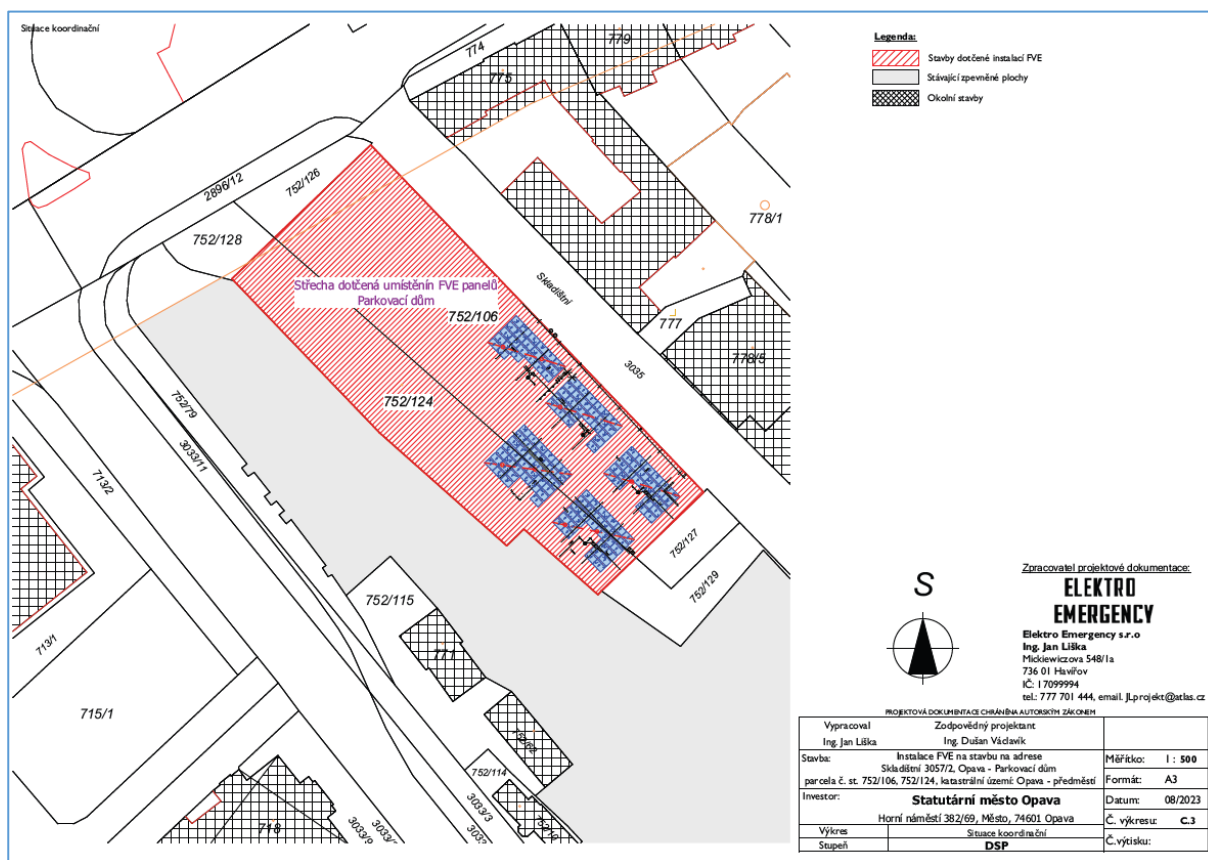 Situace koordinační
774
779
775
2896/12
752/126
752/128
778/1
Skladištní
Střecha dotčená umístěnín FVE panelů
Parkovací dům
752/106
777
778/5
3035
752/124
752/79
3033/11
713/2
752/127
752/129
752/115
713/1
771
715/1
752/114
3033/3
718
Legenda:
Stavby dotčené instalací FVE
Stávající zpevněné plochy
Okolní stavby
S
Zpracovatel projektové dokumentace:
ELEKTRO
EMERGENCY
Elektro Emergency s.r.o
Ing. Jan Liška
Mickiewiczova 548/1a
736 01 Havířov
IČ: 17099994
tel.: 777 701 444, email. JLprojekt@atlas.cz
PROJEKTOVÁ DOKUMENTACE CHRÁNĚNA AUTORSKÝM ZÁKONEM
Vypracoval Zodpovědný projektant
Ing. Jan Liška Ing. Dušan Václavík
Stavba: Instalace FVE na stavbu na adrese
Skladištní 3057/2, Opava - Parkovací dům
parcela č. st. 752/106, 752/124, katastrální území: Opava - předměstí
Měřítko: 1 : 500
Formát: A3
Investor: Statutární město Opava
Horní náměstí 382/69, Město, 74601 Opava
Datum: 08/2023
Č. výkresu: C.3
Výkres Situace koordinační
Stupeň DSP
Č.výtisku: